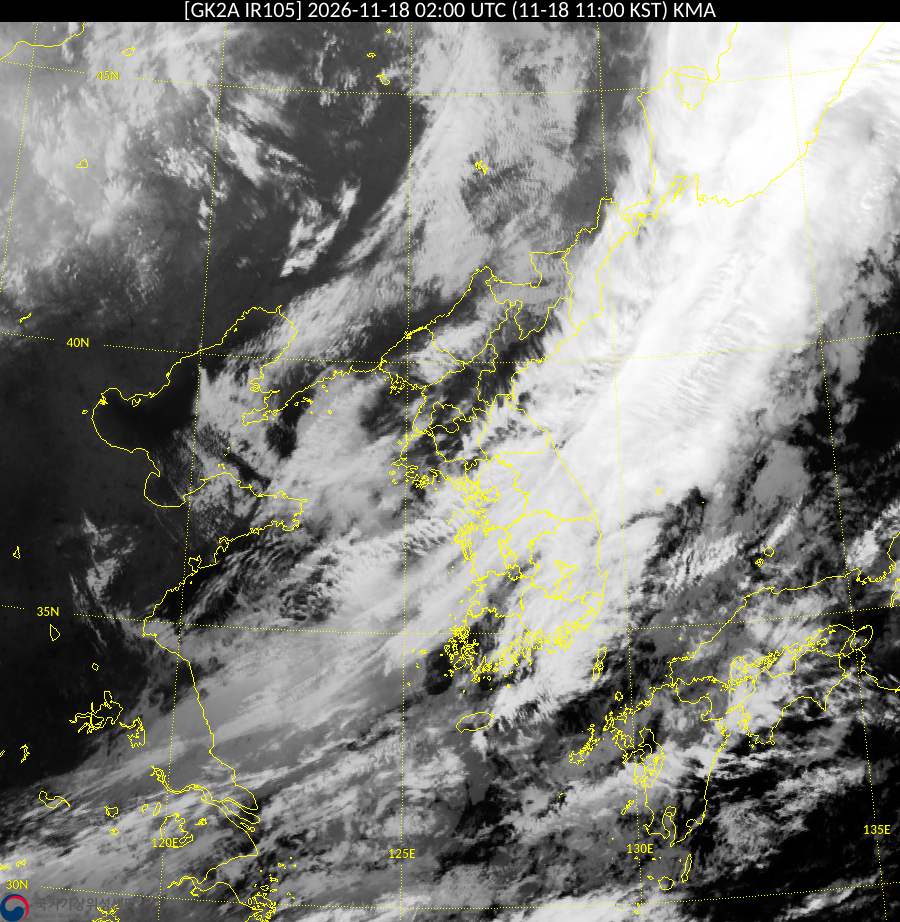 [GK2A IR105] 2026-11-18 02:00 UTC (11-18 11:00 KST) KMA
45N
40N
35N
120E
125E
130E
135E
30N